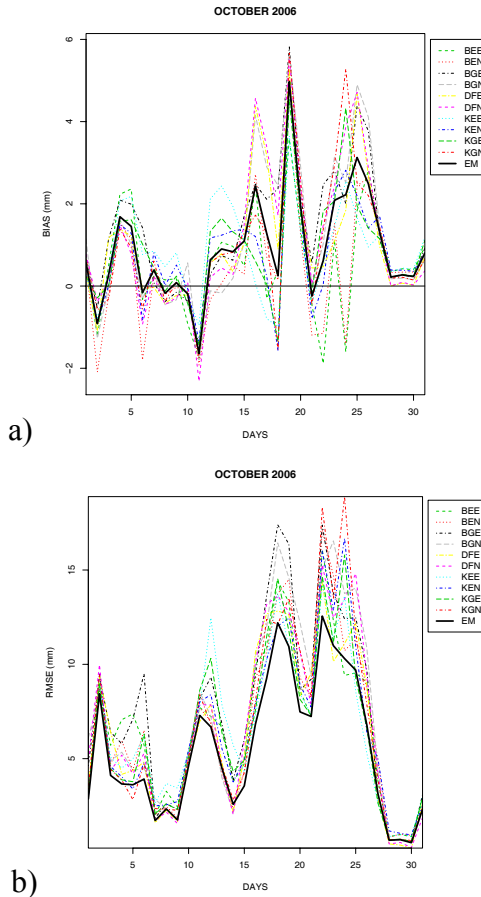 OCTOBER 2006
6
4
2
0
−2
BIAS (mm)
5
10
15
20
25
30
DAYS
BEE
BEN
BGE
BGN
DFE
DFN
KEE
KEN
KGE
KGN
EM
a)
OCTOBER 2006
15
10
5
RMSE (mm)
5
10
15
20
25
30
DAYS
BEE
BEN
BGE
BGN
DFE
DFN
KEE
KEN
KGE
KGN
EM
b)